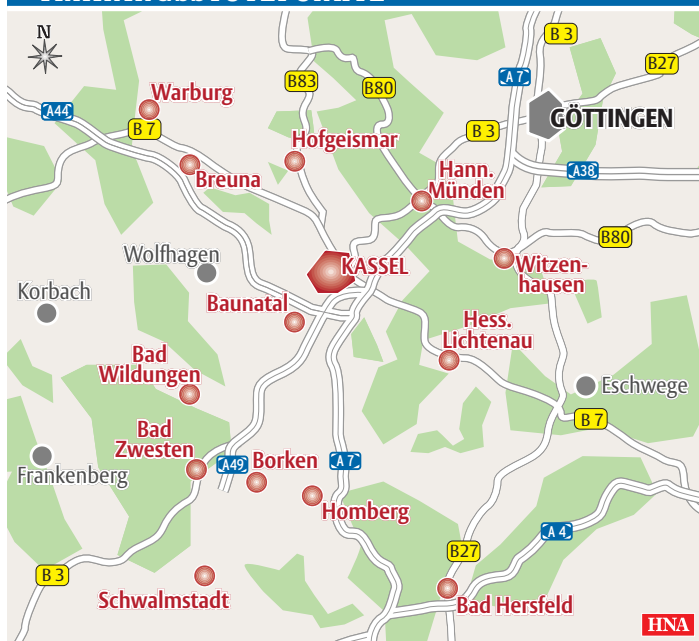 N
B 3
B27
A 7
B83
B80
Warburg
A44
B 7
Hofgeismar
B 3
GÖTTINGEN
Breuna
Hann.
Münden
A38
Wolfhagen
KASSEL
B80
Witzen-
hausen
Korbach
Baunatal
Hess.
Lichtenau
Bad
Wildungen
Eschwege
B 7
Bad
Zwesten
Frankenberg
A49
Borken
A 7
Homberg
A 4
B27
B 3
Schwalmstadt
Bad Hersfeld
HNA